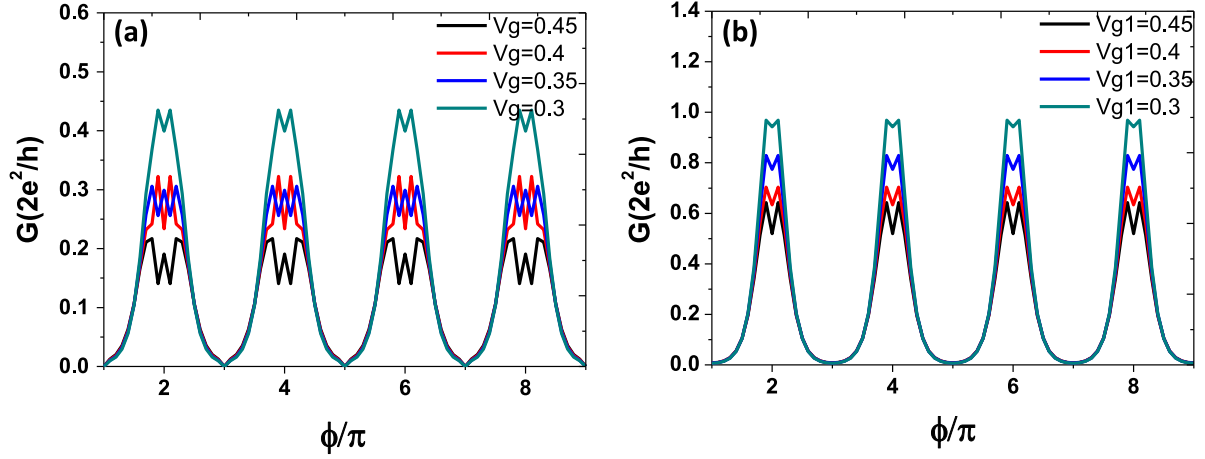 (a)
Vg=0.45
Vg=0.4
Vg=0.35
Vg=0.3
0.6
0.5
0.4
0.3
0.2
0.1
0.0
G(2e²/h)
2 4 6 8
ϕ/π
(b)
Vg1=0.45
Vg1=0.4
Vg1=0.35
Vg1=0.3
1.4
1.2
1.0
0.8
0.6
0.4
0.2
0.0
G(2e²/h)
2 4 6 8
ϕ/π